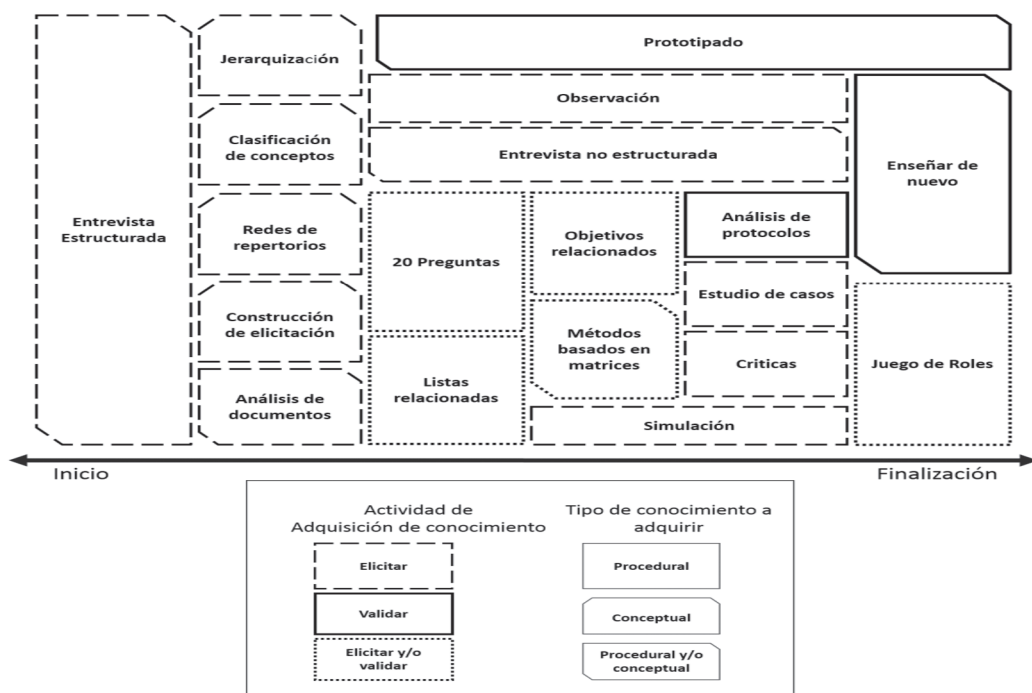 Prototipado
Jerarquización
Observación
Clasificación
de conceptos
Entrevista no estructurada
Enseñar de
nuevo
Entrevista
Estructurada
Redes de
repertorios
20 Preguntas
Objetivos
relacionados
Análisis de
protocolos
Estudio de casos
Construcción
de elicitación
Métodos
basados en
matrices
Criticas
Juego de Roles
Análisis de
documentos
Listas
relacionadas
Simulación
Inicio
Finalización
Actividad de
Adquisición de conocimiento
Tipo de conocimiento a
adquirir
Elicitar
Procedural
Validar
Conceptual
Elicitar y/o
validar
Procedural y/o
conceptual